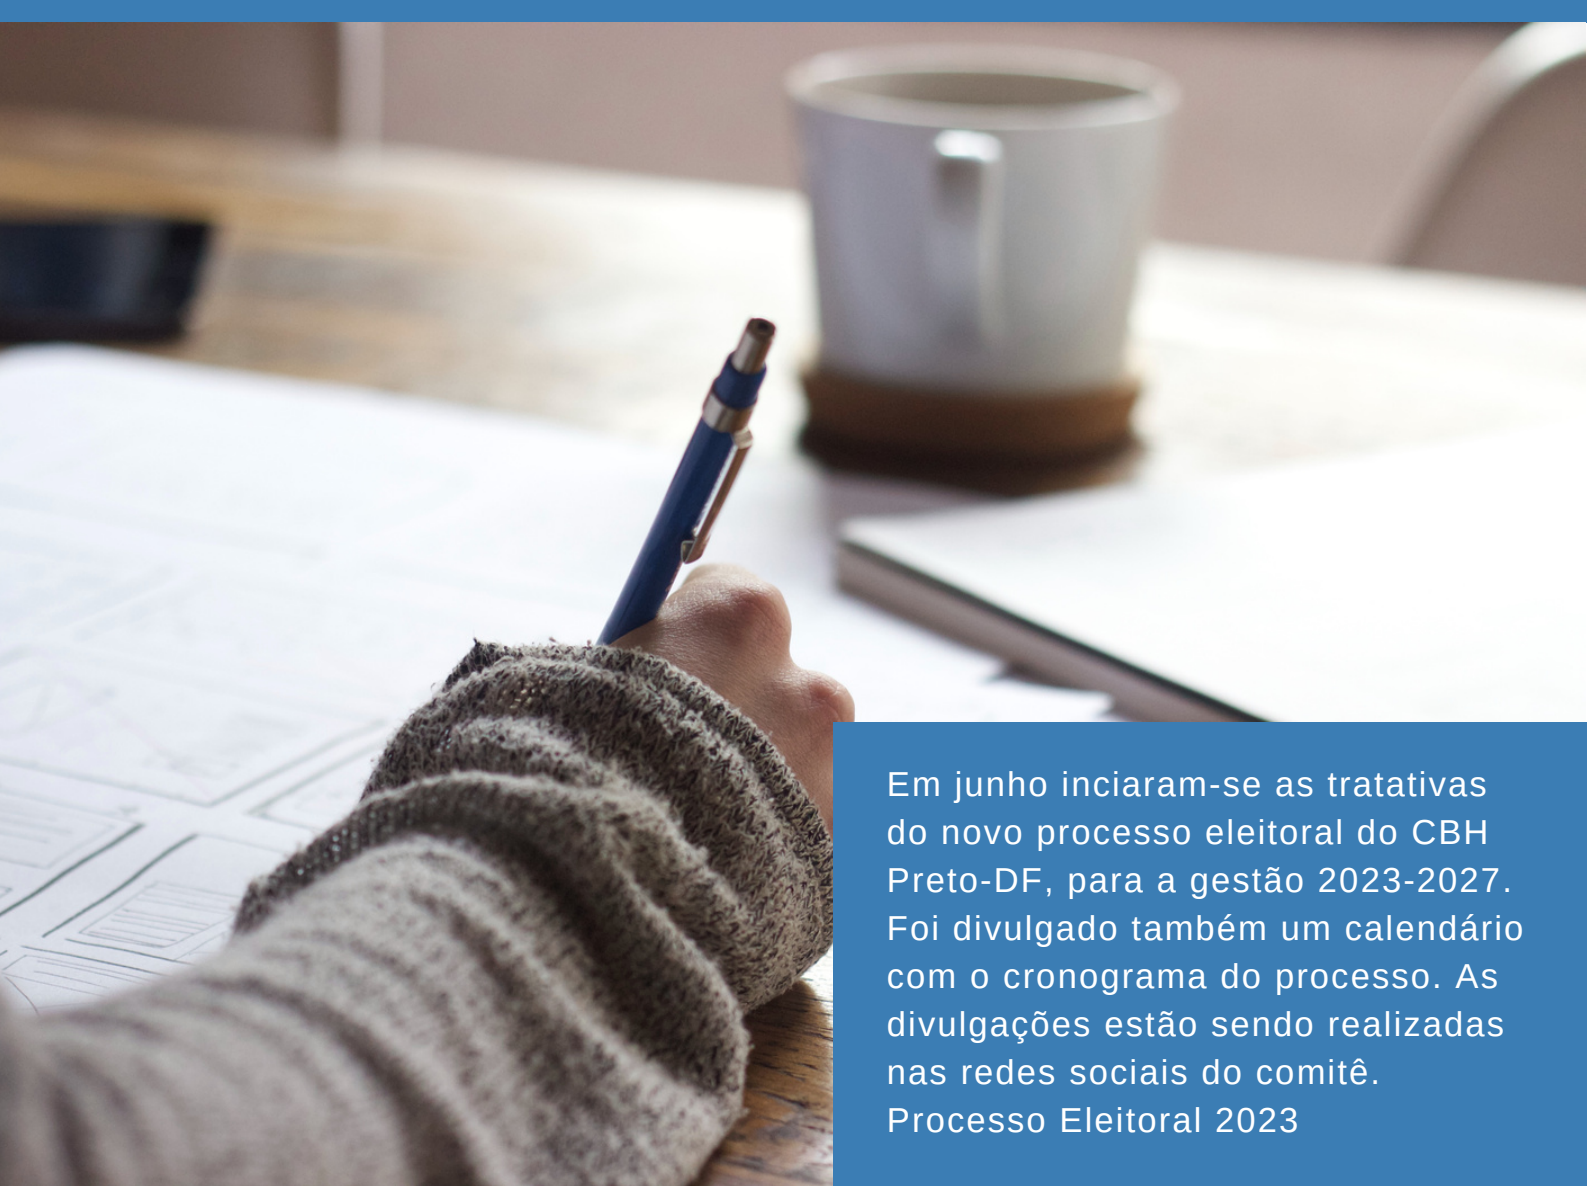 Em junho inciaram-se as tratativas
do novo processo eleitoral do CBH
Preto-DF, para a gestão 2023-2027.
Foi divulgado também um calendário
com o cronograma do processo. As
divulgações estão sendo realizadas
nas redes sociais do comitê.
Processo Eleitoral 2023